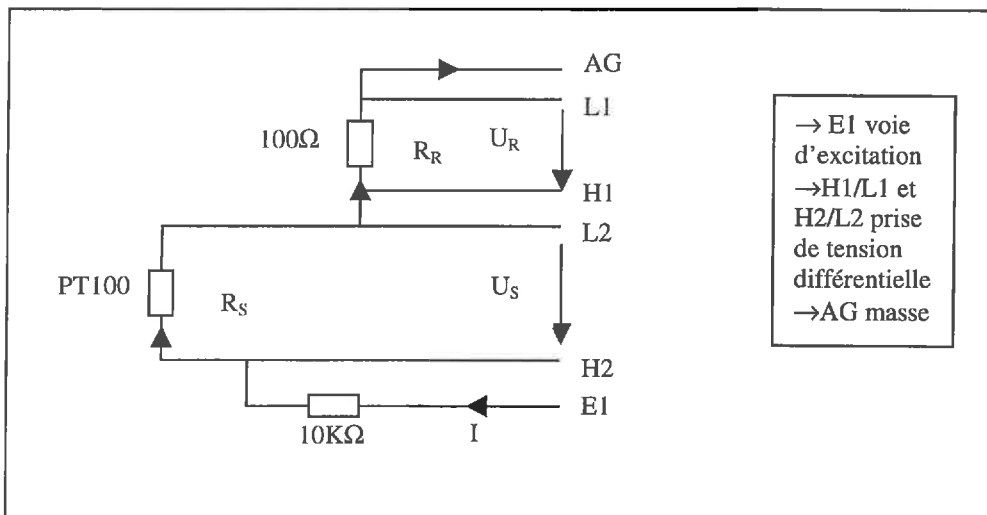 AG
L1
100Ω
R_R
U_R
H1
L2
PT100
R_S
U_S
H2
E1
10KΩ
I
→ E1 voie
d'excitation
→H1/L1 et
H2/L2 prise
de tension
différentielle
→AG masse